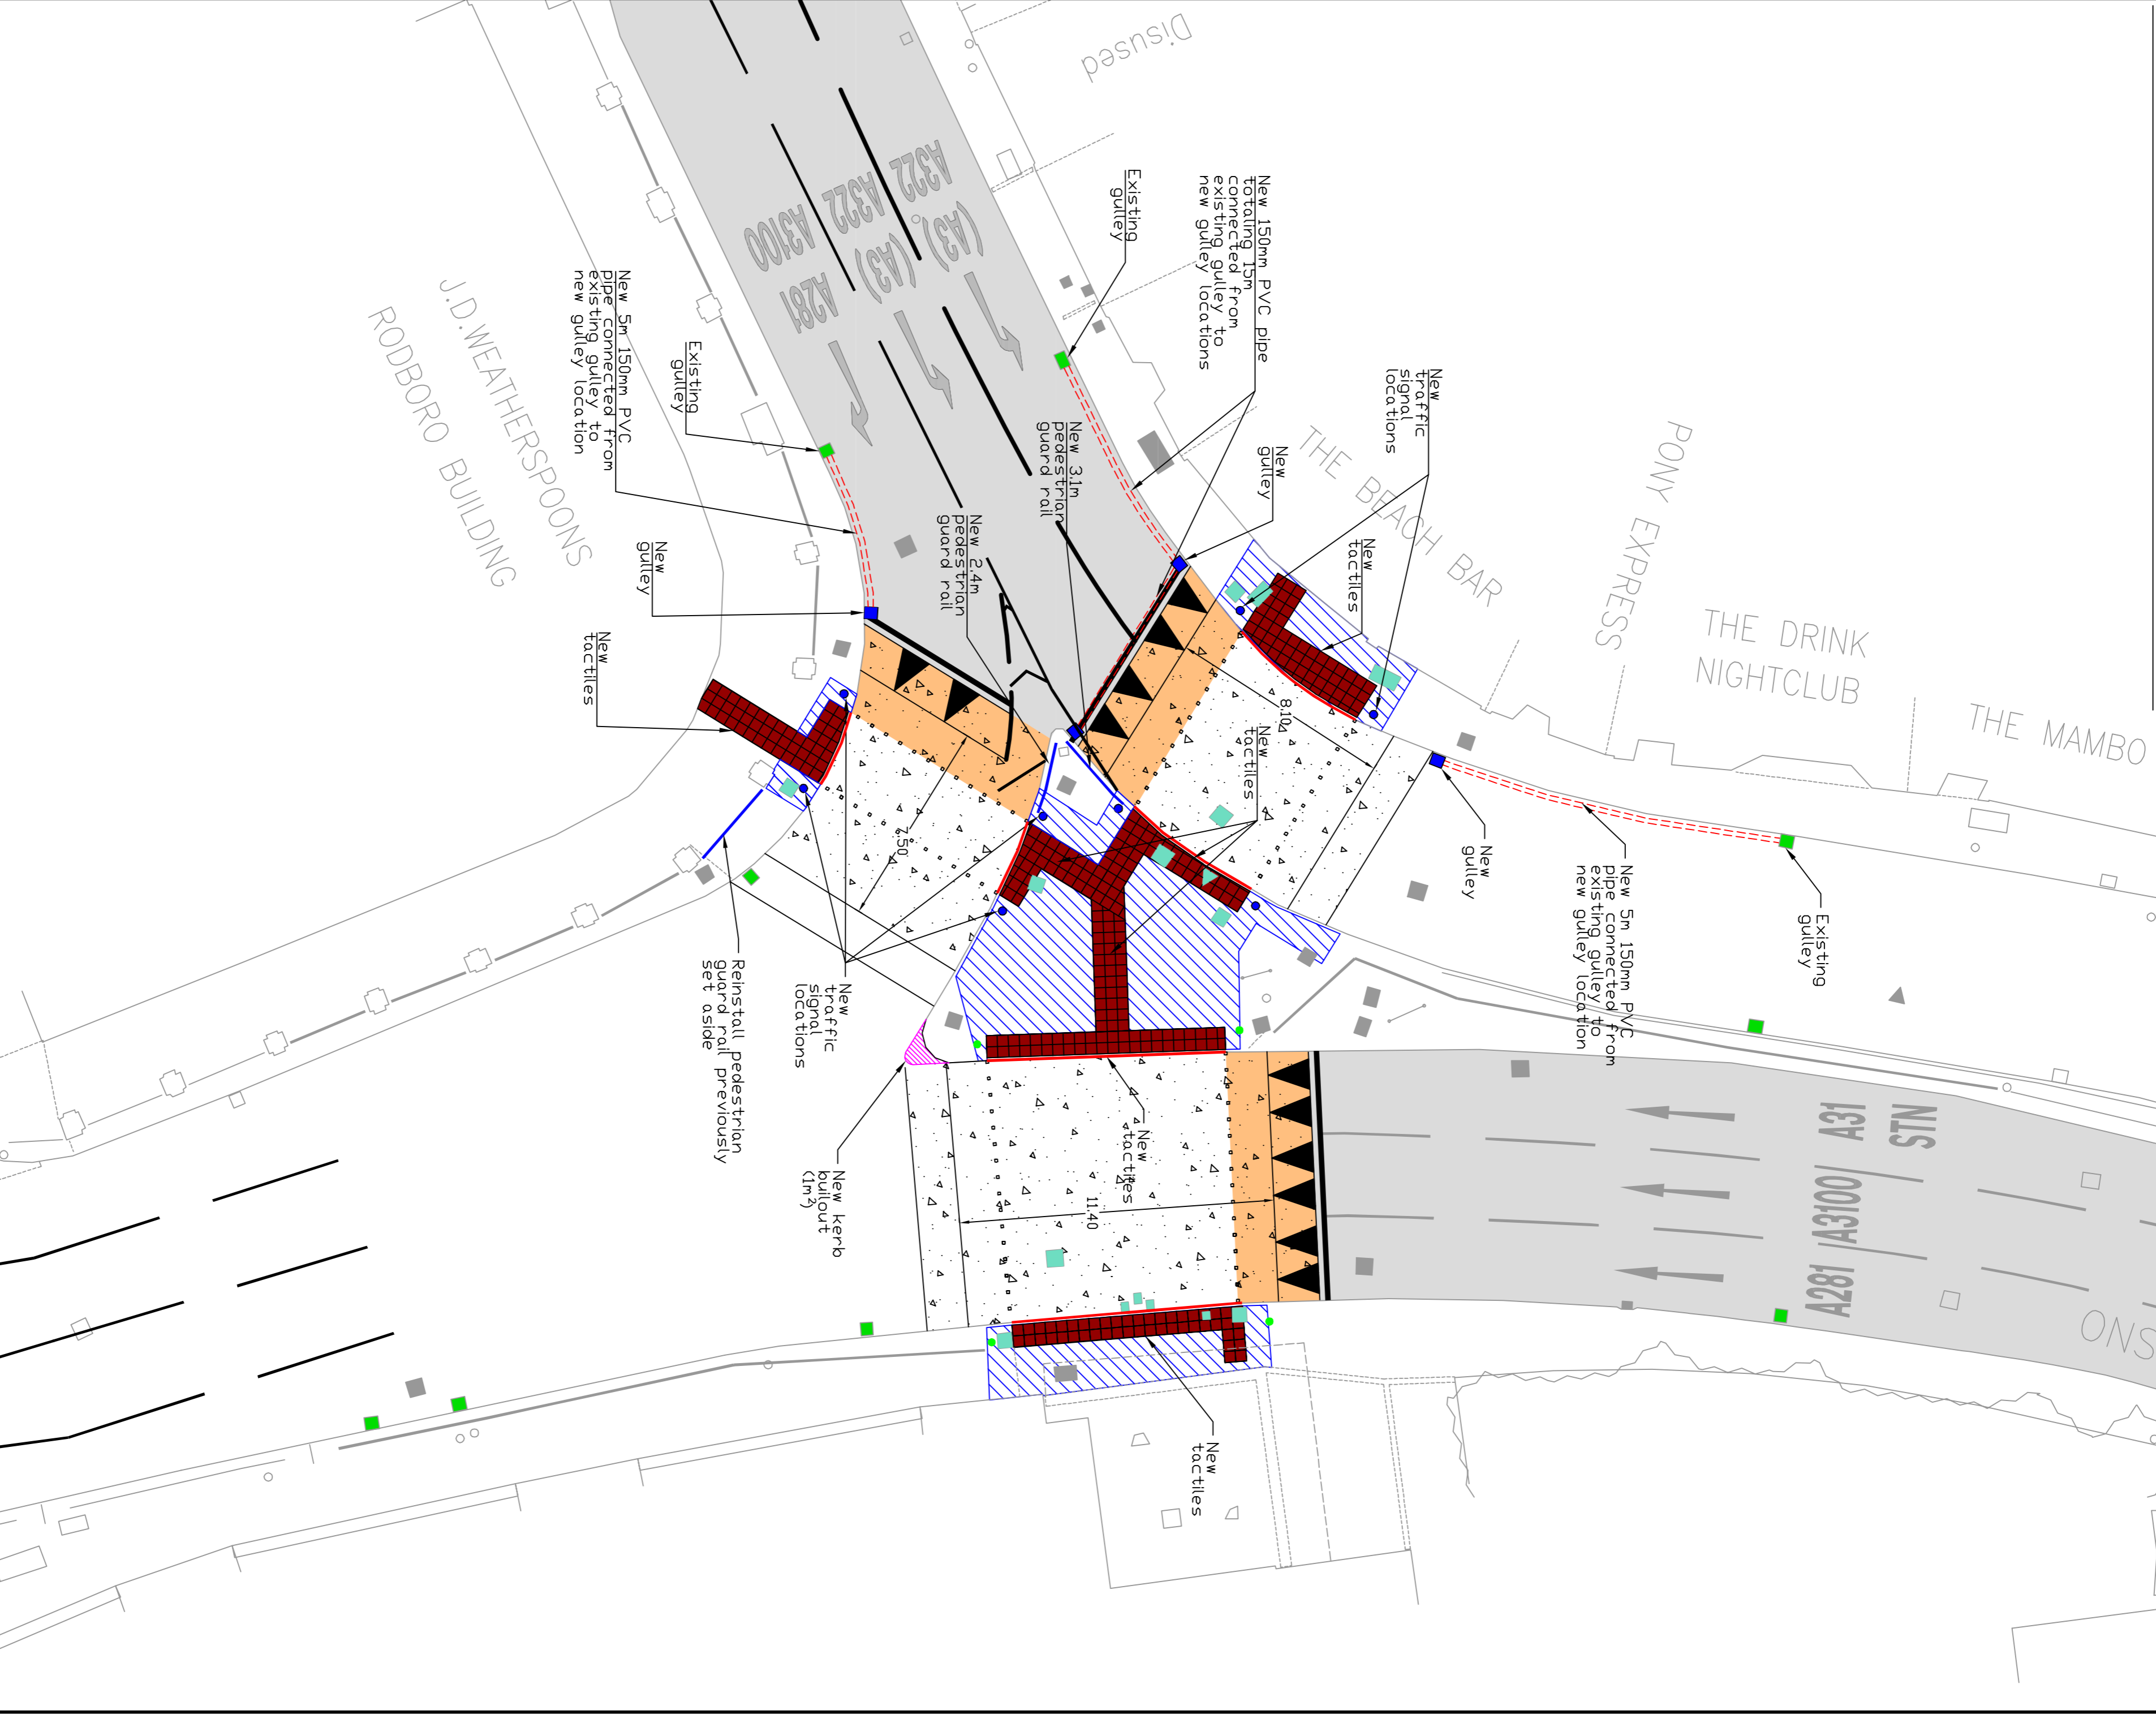 Disused
A322
(A3)
A322
(A3)
A3100
A281
Existing
gulley
New 150mm PVC pipe
totaling 15m
connected from
existing gulley to
new gulley locations
New
traffic
signal
locations
J.D.WEATHERSPOONS
RODBORO BUILDING
New 5m 150mm PVC
pipe connected from
existing gulley to
new gulley location
Existing
gulley
New 3.1m
pedestrian
guard rail
New
gulley
THE BEACH BAR
PONY
EXPRESS
New 2.4m
pedestrian
guard rail
New
gulley
New
tactiles
New
tactiles
THE DRINK
NIGHTCLUB
THE MAMBO
8.10
New
tactiles
7.50
New
gulley
New 5m 150mm PVC
pipe connected from
existing gulley to
new gulley location
Existing
gulley
Reinstall pedestrian
guard rail previously
set aside
New
traffic
signal
locations
New
tactiles
New kerb
builout
(1m²)
11.40
New
tactiles
STN
A31
A3100
A281